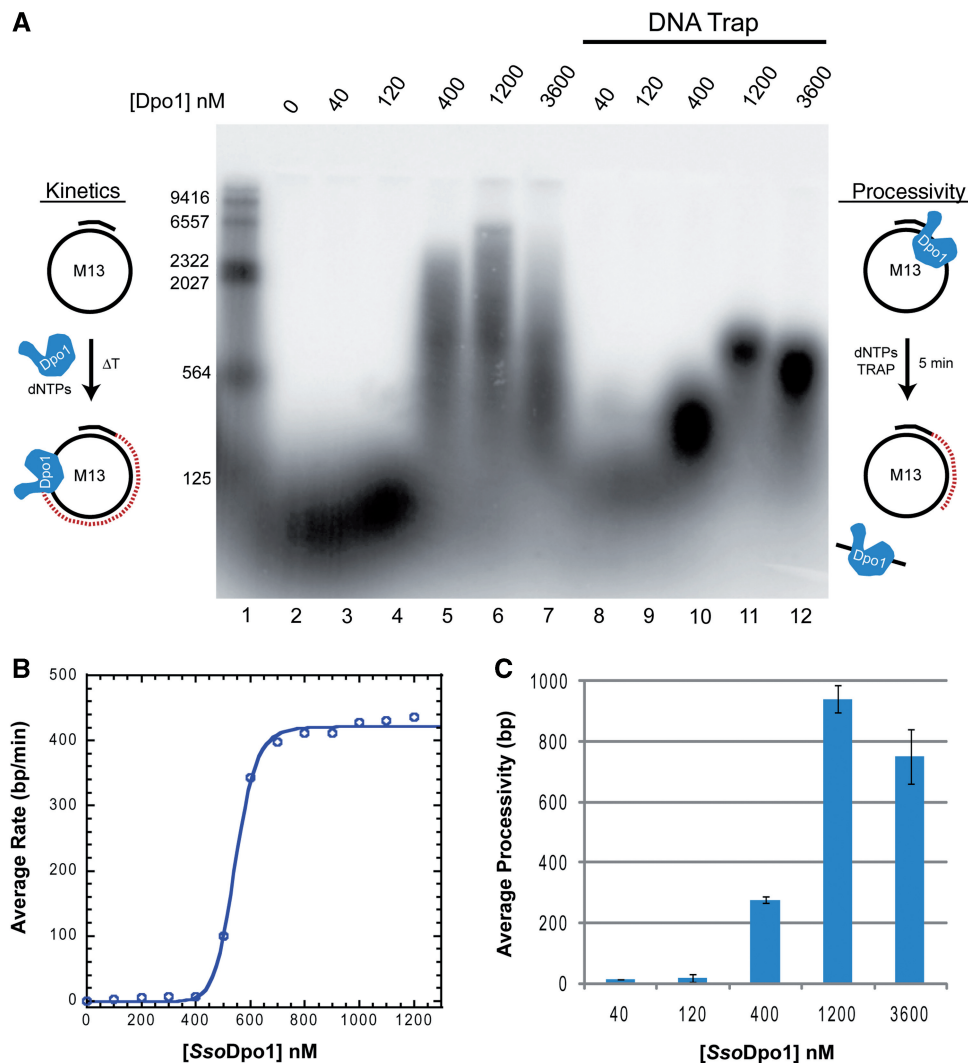 A
DNA Trap
[Dpo1] nM 0 40 120 400 1200 3600 40 120 400 1200 3600
Kinetics
M13
Dpo1
dNTPs
ΔT
Dpo1
M13
9416
6557
2322
2027
564
125
Processivity
M13
Dpo1
dNTPs
TRAP
5 min
M13
Dpo1
1 2 3 4 5 6 7 8 9 10 11 12
B
Average Rate (bp/min)
500
400
300
200
100
0
0 200 400 600 800 1000 1200
[SsoDpo1] nM
C
Average Processivity (bp)
1000
800
600
400
200
0
40 120 400 1200 3600
[SsoDpo1] nM